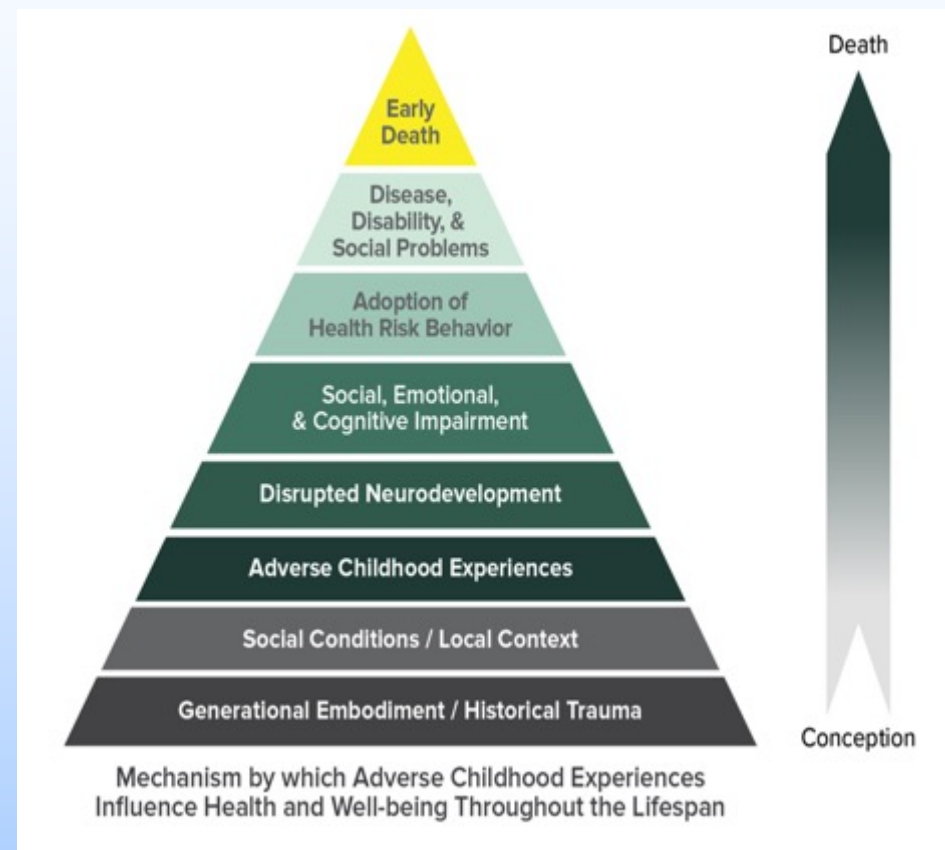 Death
Early
Death
Disease,
Disability, &
Social Problems
Adoption of
Health Risk Behavior
Social, Emotional,
& Cognitive Impairment
Disrupted Neurodevelopment
Adverse Childhood Experiences
Social Conditions / Local Context
Generational Embodiment / Historical Trauma
Conception
Mechanism by which Adverse Childhood Experiences
Influence Health and Well-being Throughout the Lifespan